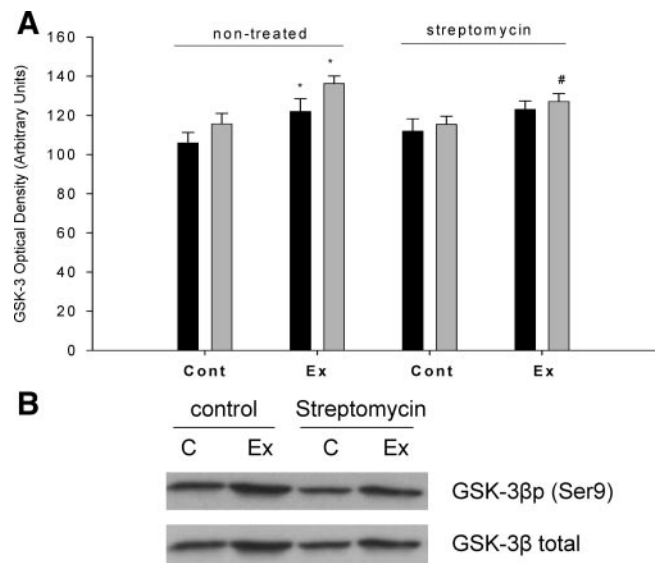 A
GSK-3 Optical Density (Arbitrary Units)
160
140
120
100
80
60
40
20
0
non-treated
streptomycin
*
*
#
Cont
Ex
Cont
Ex
B
control
Streptomycin
C
Ex
C
Ex
GSK-3βp (Ser9)
GSK-3β total